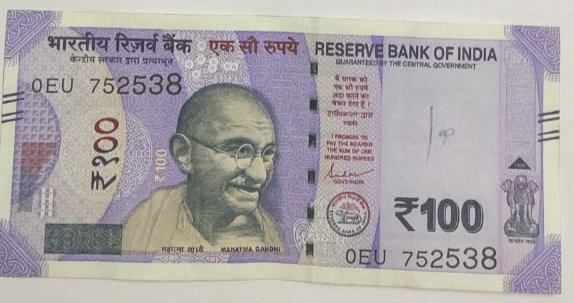 भारतीय रिज़र्व बैंक एक सौ रुपये RESERVE BANK OF INDIA
केन्द्रीय सरकार द्वारा प्रत्याभूत GUARANTEED BY THE CENTRAL GOVERNMENT
0EU 752538
मैं धारक को
एक सौ रुपये
अदा करने का
वचन देता हूँ।
I PROMISE TO
PAY THE BEARER
THE SUM OF ONE
HUNDRED RUPEES
GOVERNOR
₹१००
₹100
₹100
महात्मा गांधी MAHATMA GANDHI
सत्यमेव जयते
0EU 752538